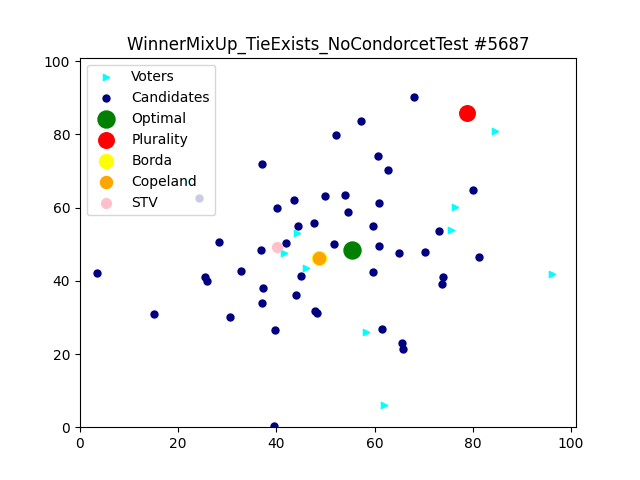 WinnerMixUp_TieExists_NoCondorcetTest #5687
Voters
Candidates
Optimal
Plurality
Borda
Copeland
STV
100
80
60
40
20
0
0 20 40 60 80 100